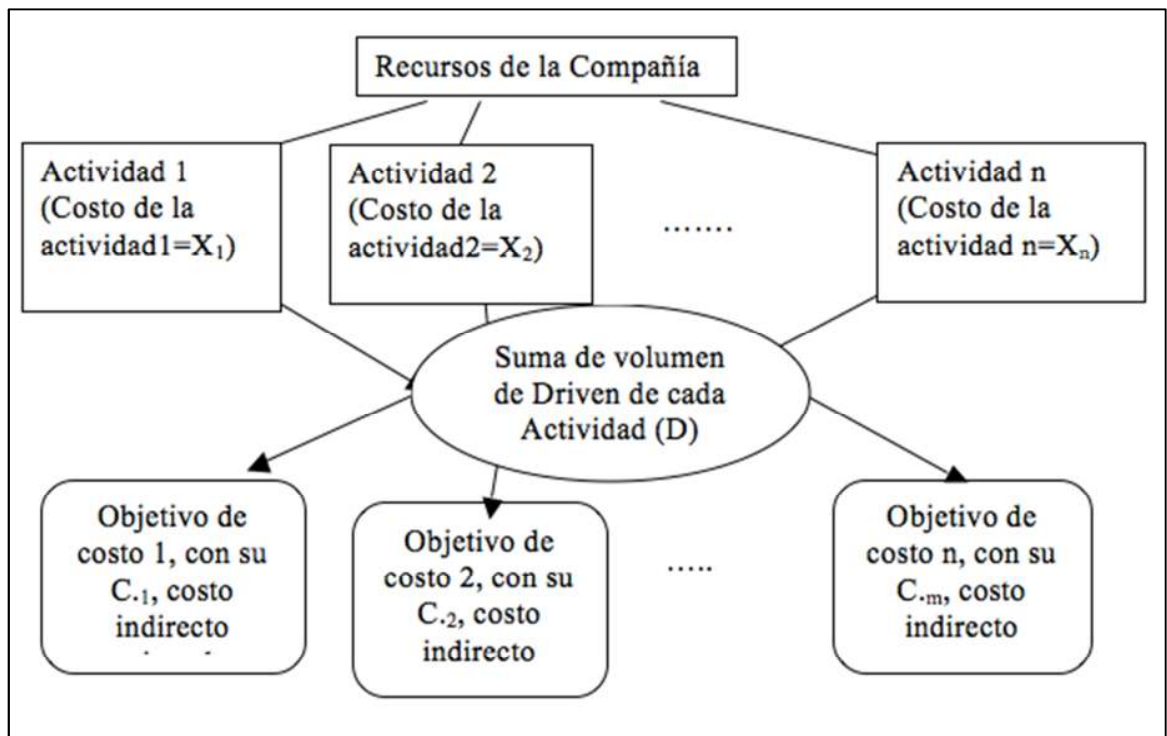 Recursos de la Compañía
Actividad 1
(Costo de la
actividad1=X₁)
Actividad 2
(Costo de la
actividad2=X₂)
.......
Actividad n
(Costo de la
actividad n=Xₙ)
Suma de volumen
de Driven de cada
Actividad (D)
Objetivo de
costo 1, con su
C.₁, costo
indirecto
Objetivo de
costo 2, con su
C.₂, costo
indirecto
.....
Objetivo de
costo n, con su
C.ₘ, costo
indirecto